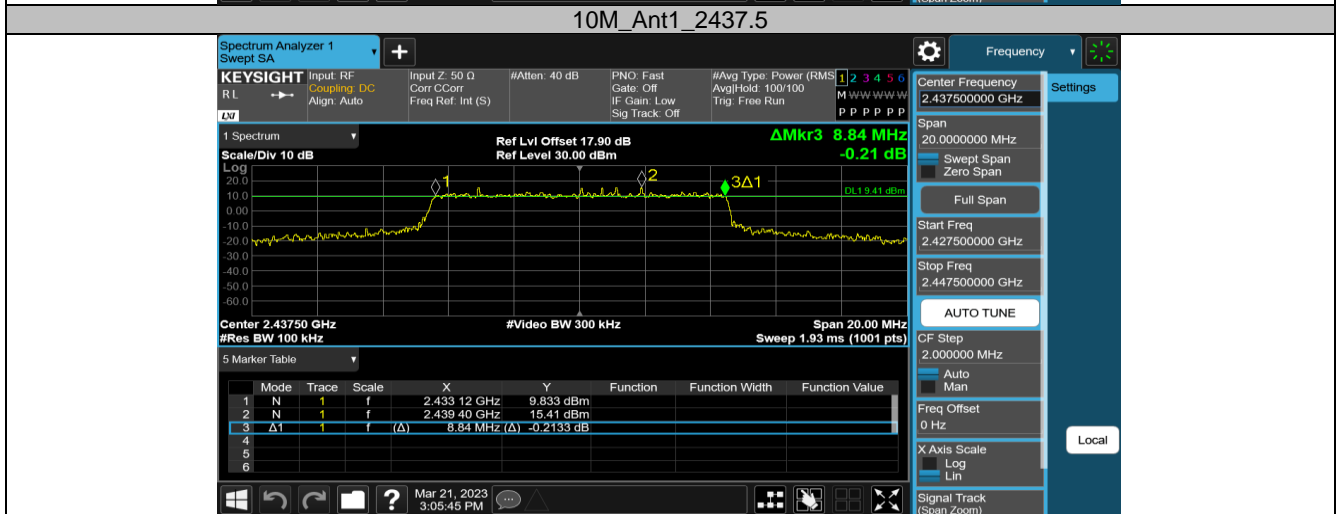 (Span Zoom)
10M_Ant1_2437.5
Spectrum Analyzer 1
Swept SA
+
Frequency
KEYSIGHT
RL
LXI
Input: RF
Coupling: DC
Align: Auto
Input Z: 50 Ω
Corr CCorr
Freq Ref: Int (S)
#Atten: 40 dB
PNO: Fast
Gate: Off
IF Gain: Low
Sig Track: Off
#Avg Type: Power (RMS
Avg|Hold: 100/100
Trig: Free Run
1 2 3 4 5 6
M W W W W W
P P P P P P
1 Spectrum
Scale/Div 10 dB
Ref Lvl Offset 17.90 dB
Ref Level 30.00 dBm
ΔMkr3 8.84 MHz
-0.21 dB
Log
20.0
10.0
0.00
-10.0
-20.0
-30.0
-40.0
-50.0
-60.0
1
2
3Δ1
DL1 9.41 dBm
Center 2.43750 GHz
#Res BW 100 kHz
#Video BW 300 kHz
Span 20.00 MHz
Sweep 1.93 ms (1001 pts)
5 Marker Table
Mode Trace Scale X Y Function Function Width Function Value
1 N 1 f 2.433 12 GHz 9.833 dBm
2 N 1 f 2.439 40 GHz 15.41 dBm
3 Δ1 1 f (Δ) 8.84 MHz (Δ) -0.2133 dB
4
5
6
Mar 21, 2023
3:05:45 PM
?
Center Frequency
2.437500000 GHz
Settings
Span
20.0000000 MHz
Swept Span
Zero Span
Full Span
Start Freq
2.427500000 GHz
Stop Freq
2.447500000 GHz
AUTO TUNE
CF Step
2.000000 MHz
Auto
Man
Freq Offset
0 Hz
X Axis Scale
Log
Lin
Local
Signal Track
(Span Zoom)